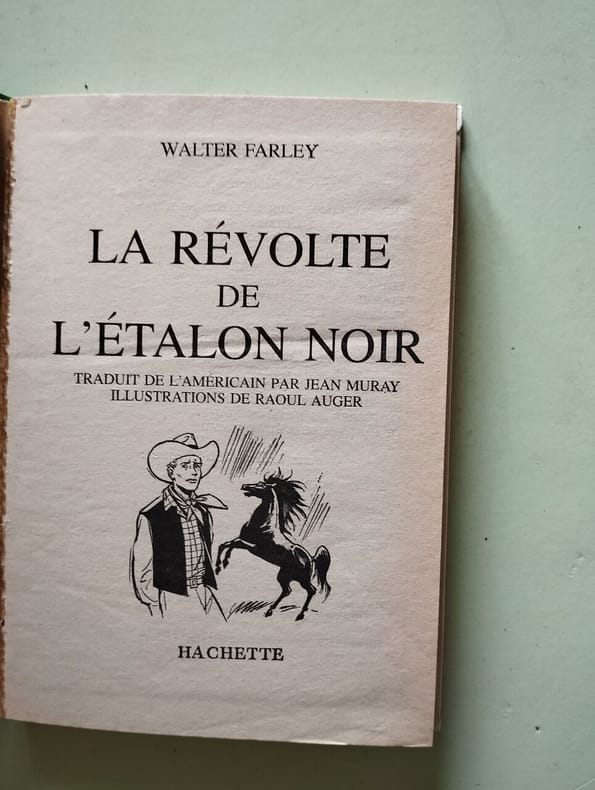 WALTER FARLEY
LA RÉVOLTE
DE
L'ÉTALON NOIR
TRADUIT DE L'AMÉRICAIN PAR JEAN MURAY
ILLUSTRATIONS DE RAOUL AUGER
HACHETTE